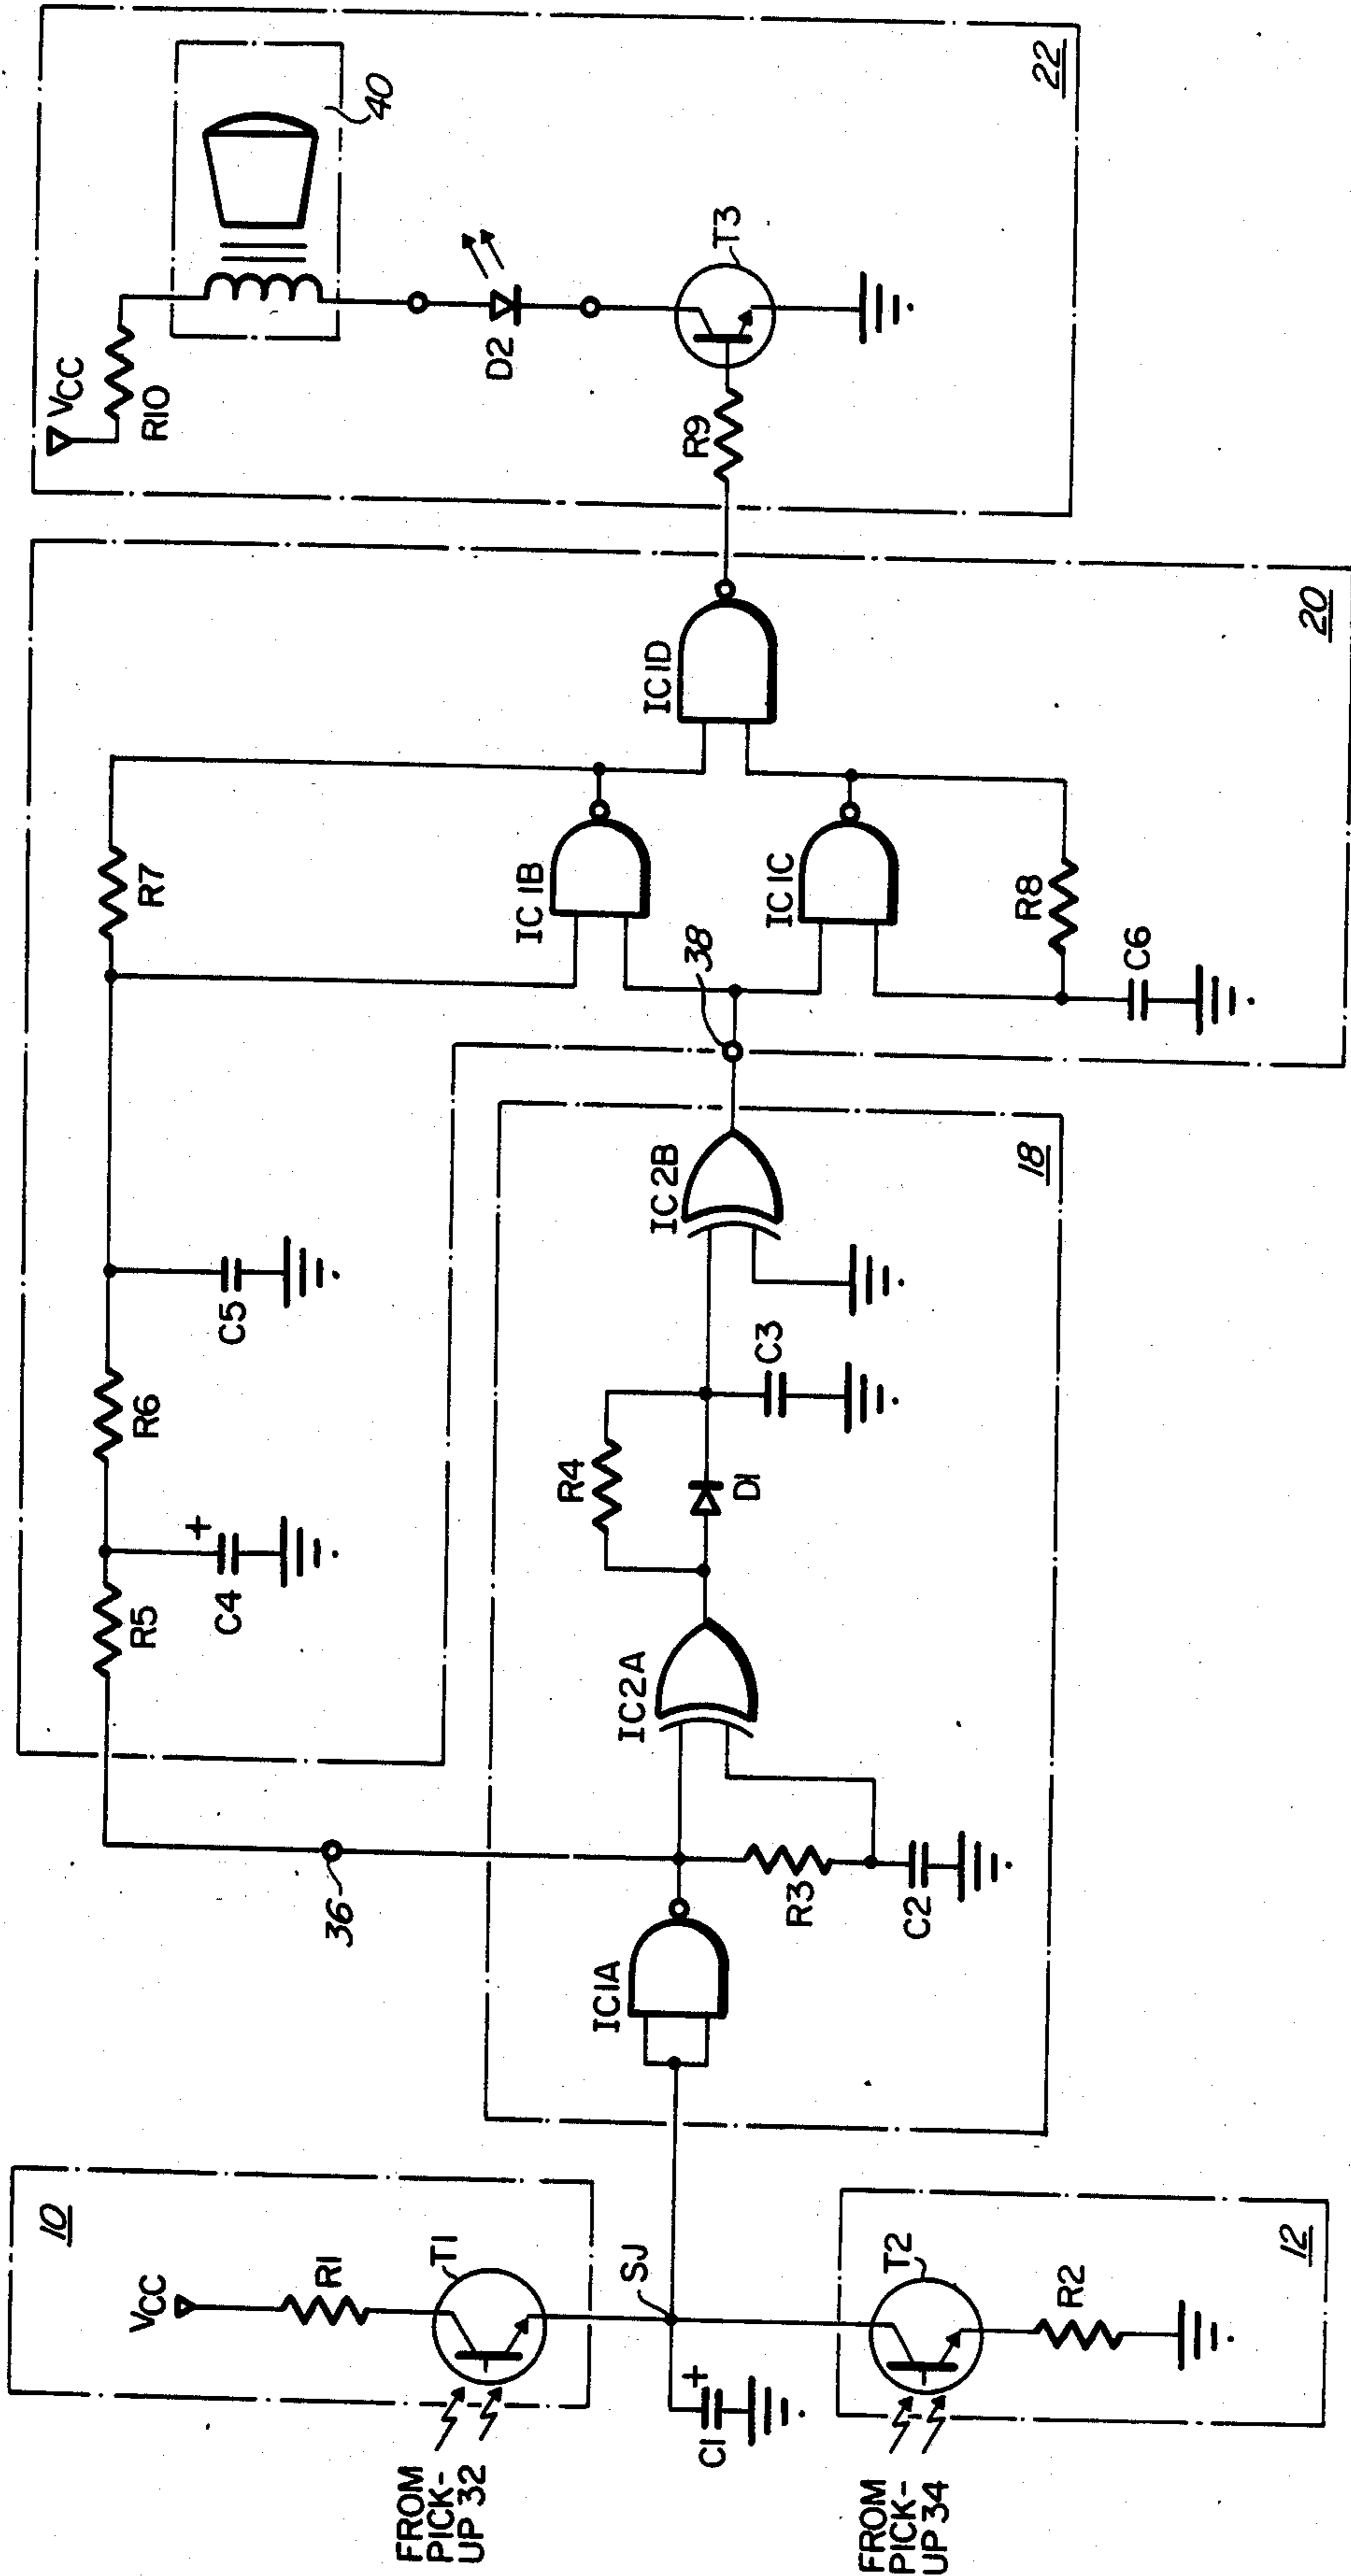 10
VCC
R1
T1
FROM
PICK-
UP 32
SJ
+
C1
12
T2
R2
FROM
PICK-
UP 34
36
IC1A
R3
C2
IC2A
R4
D1
C3
IC2B
18
38
R5
+
C4
R6
C5
R7
IC1B
IC1C
R8
C6
IC1D
20
R9
T3
D2
VCC
R10
40
22